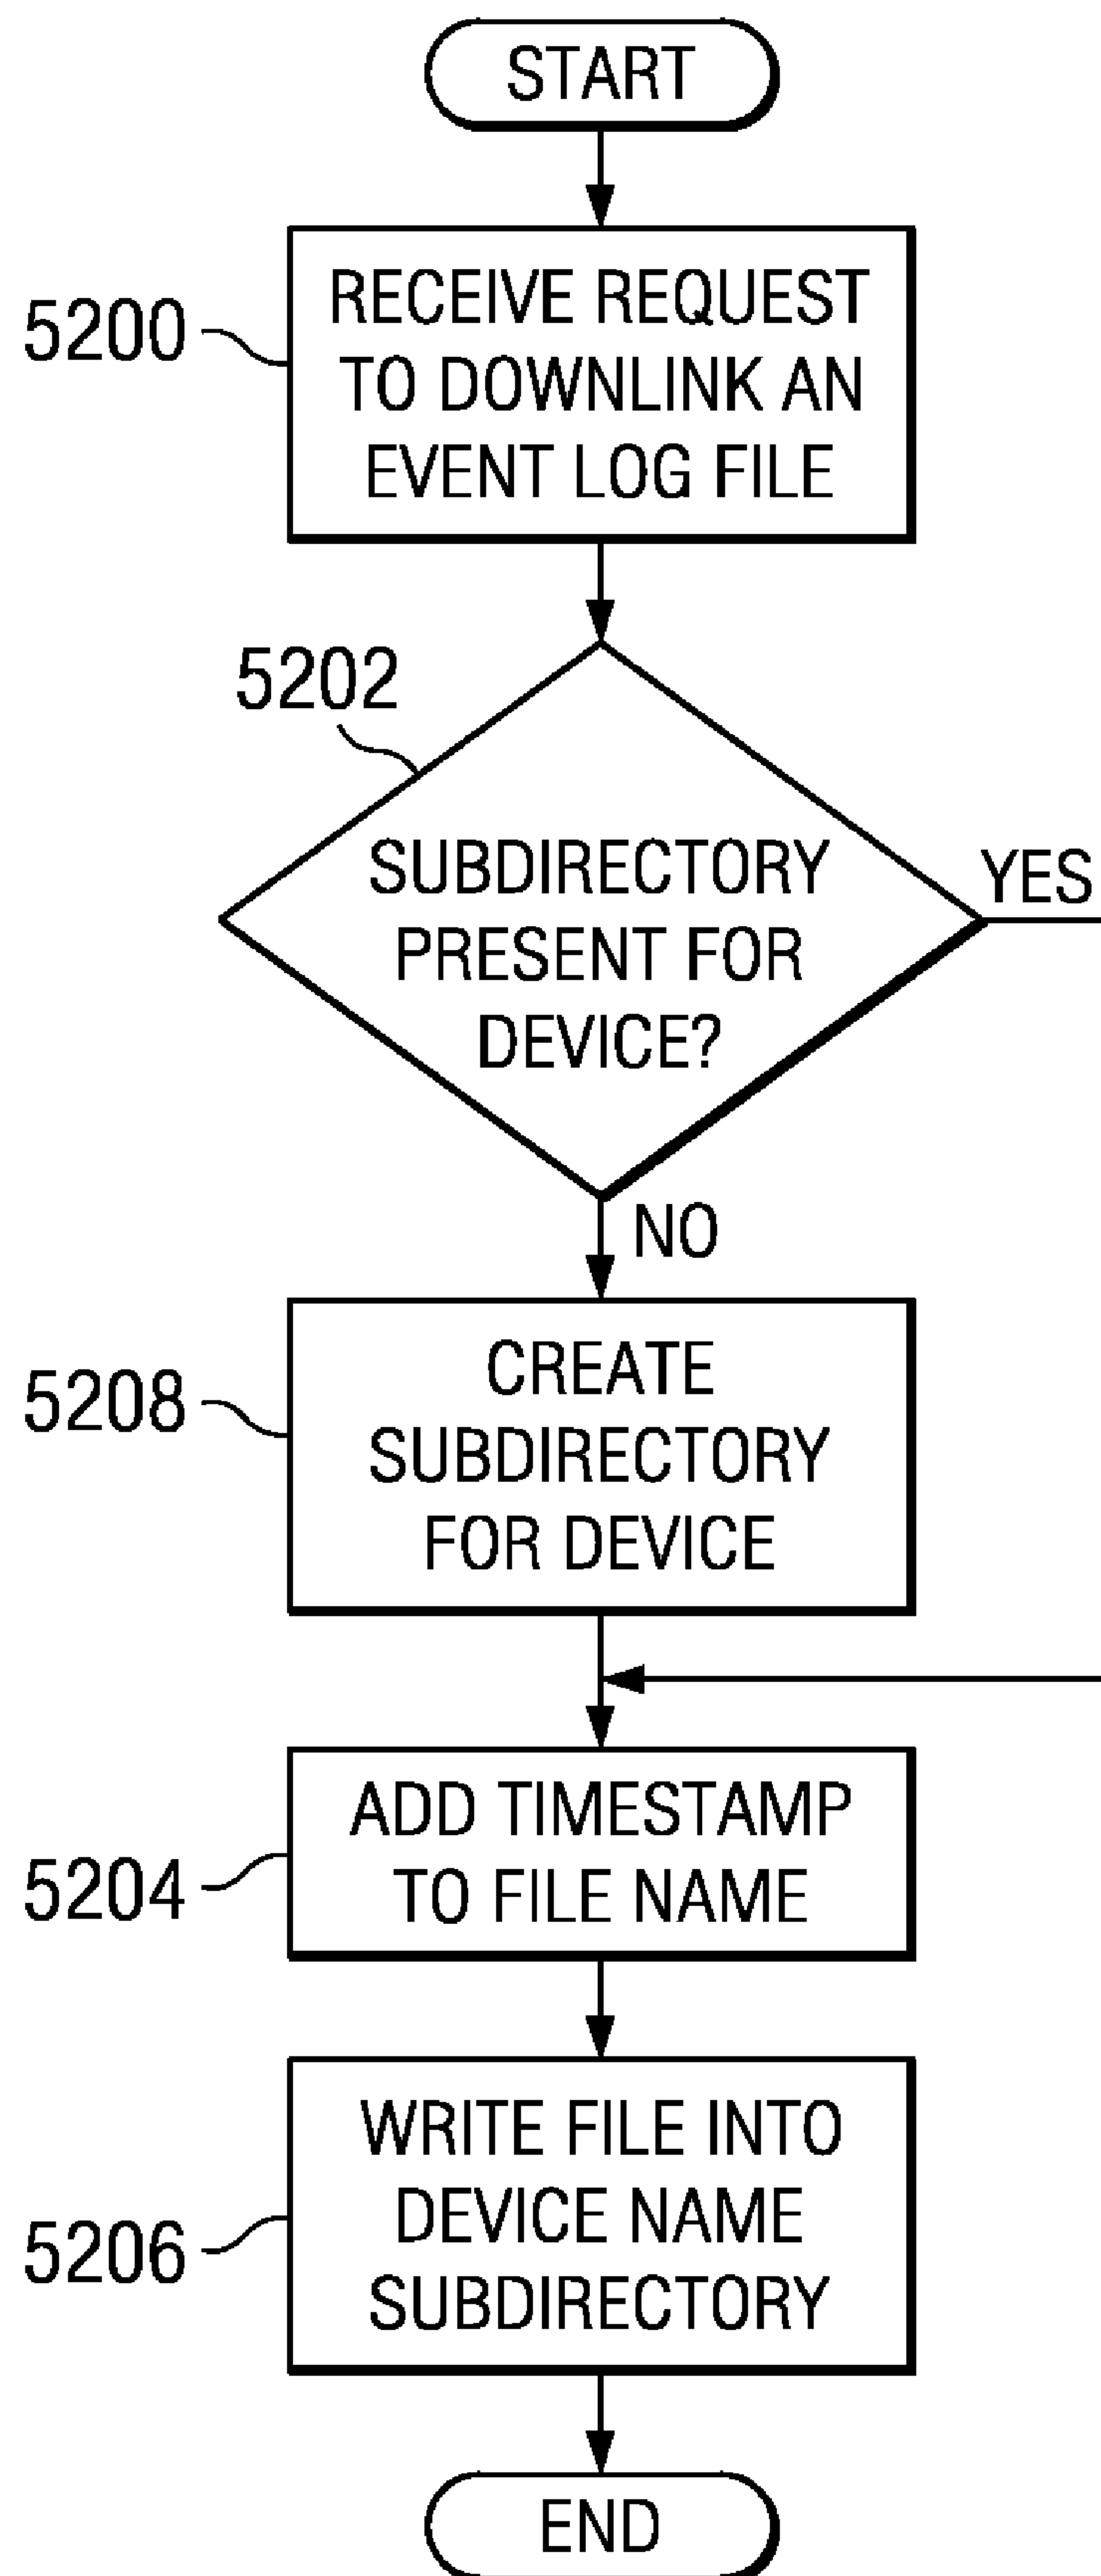 START
5200
RECEIVE REQUEST
TO DOWNLINK AN
EVENT LOG FILE
5202
SUBDIRECTORY
PRESENT FOR
DEVICE?
YES
NO
5208
CREATE
SUBDIRECTORY
FOR DEVICE
5204
ADD TIMESTAMP
TO FILE NAME
5206
WRITE FILE INTO
DEVICE NAME
SUBDIRECTORY
END